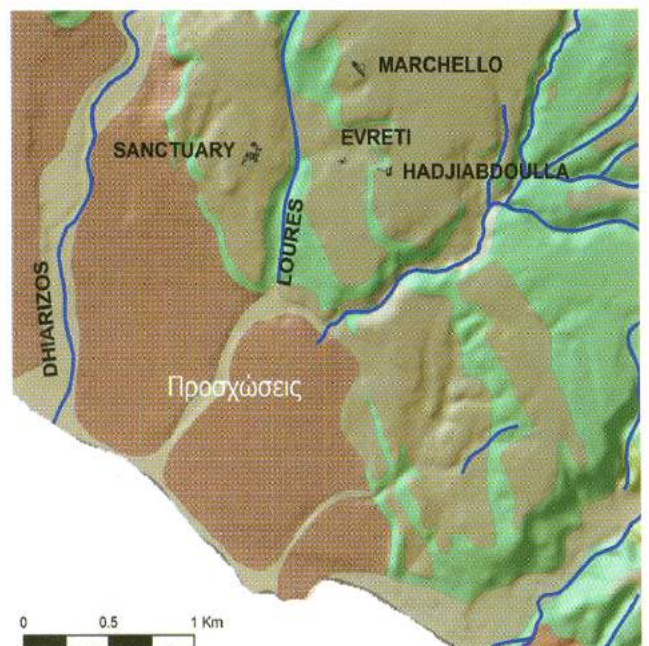 MARCHELLO
SANCTUARY
EVRETI
HADJIABDOULLA
LOURES
DHIARIZOS
Προσχώσεις
0 0.5 1 Km